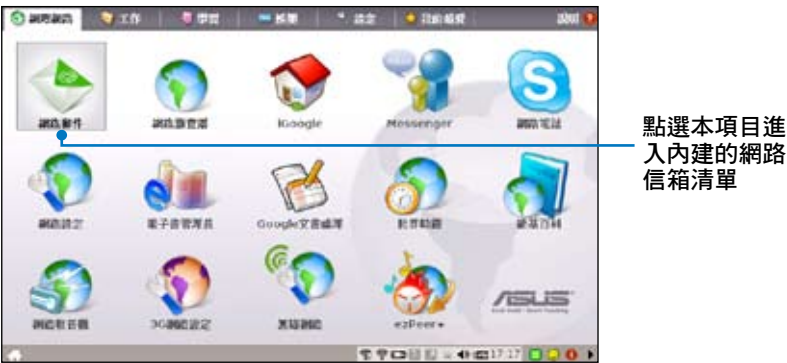 網際網路 工作 學習 娛樂 設定 我的最愛 說明
網路郵件 網路瀏覽器 iGoogle Messenger 網路電話
點選本項目進
入內建的網路
信箱清單
網路設定 電子書管理員 Google文書處理 世界時鐘 維基百科
網路收音機 3G網路設定 無線網路 ezPeer+
ASUS
17:17